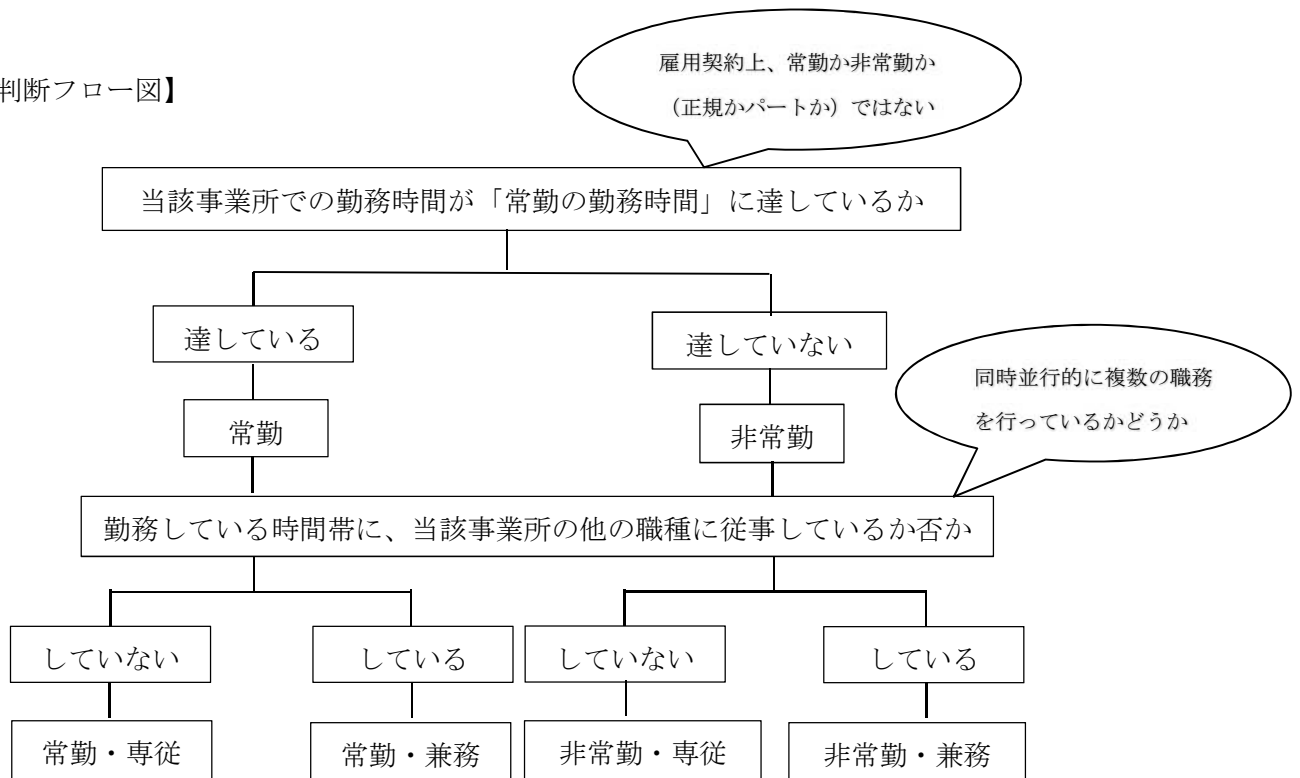 判断フロー図】
雇用契約上、常勤か非常勤か
（正規かパートか）ではない
当該事業所での勤務時間が「常勤の勤務時間」に達しているか
達している
達していない
同時並行的に複数の職務
を行っているかどうか
常勤
非常勤
勤務している時間帯に、当該事業所の他の職種に従事しているか否か
していない
している
していない
している
常勤・専従
常勤・兼務
非常勤・専従
非常勤・兼務